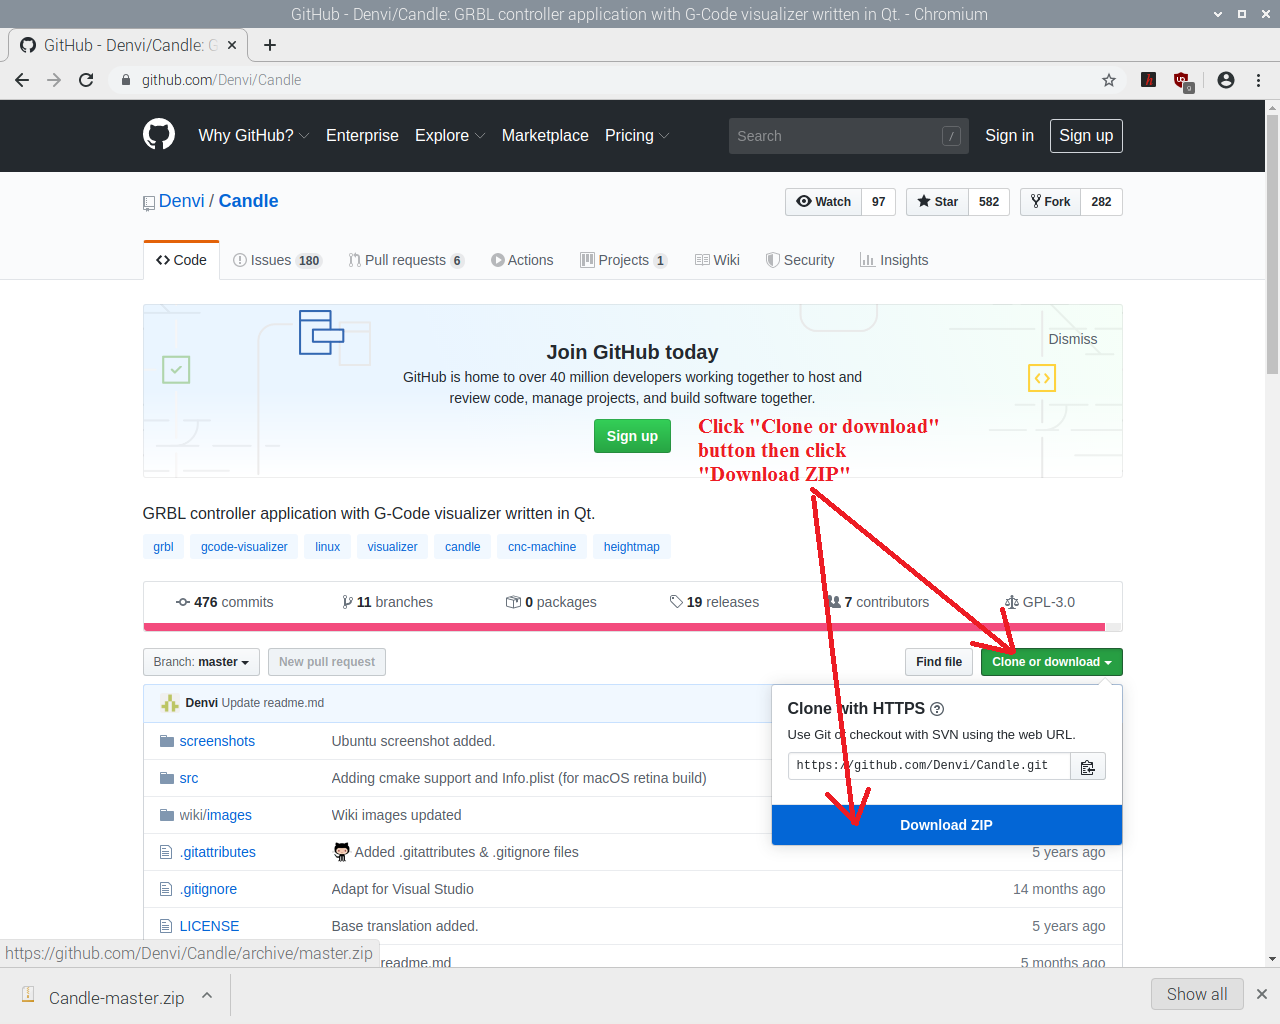 GitHub - Denvi/Candle: GRBL controller application with G-Code visualizer written in Qt. - Chromium
GitHub - Denvi/Candle: G
github.com/Denvi/Candle
Why GitHub? Enterprise Explore Marketplace Pricing Search / Sign in Sign up
Denvi / Candle Watch 97 Star 582 Fork 282
Code Issues 180 Pull requests 6 Actions Projects 1 Wiki Security Insights
Dismiss
Join GitHub today
GitHub is home to over 40 million developers working together to host and
review code, manage projects, and build software together.
Sign up
Click "Clone or download"
button then click
"Download ZIP"
GRBL controller application with G-Code visualizer written in Qt.
grbl gcode-visualizer linux visualizer candle cnc-machine heightmap
476 commits 11 branches 0 packages 19 releases 7 contributors GPL-3.0
Branch: master New pull request Find file Clone or download
Denvi Update readme.md
Clone with HTTPS
Use Git or checkout with SVN using the web URL.
https://github.com/Denvi/Candle.git
Download ZIP
screenshots Ubuntu screenshot added.
src Adding cmake support and Info.plist (for macOS retina build)
wiki/images Wiki images updated
.gitattributes Added .gitattributes & .gitignore files 5 years ago
.gitignore Adapt for Visual Studio 14 months ago
LICENSE Base translation added. 5 years ago
readme.md 5 months ago
https://github.com/Denvi/Candle/archive/master.zip
Candle-master.zip Show all